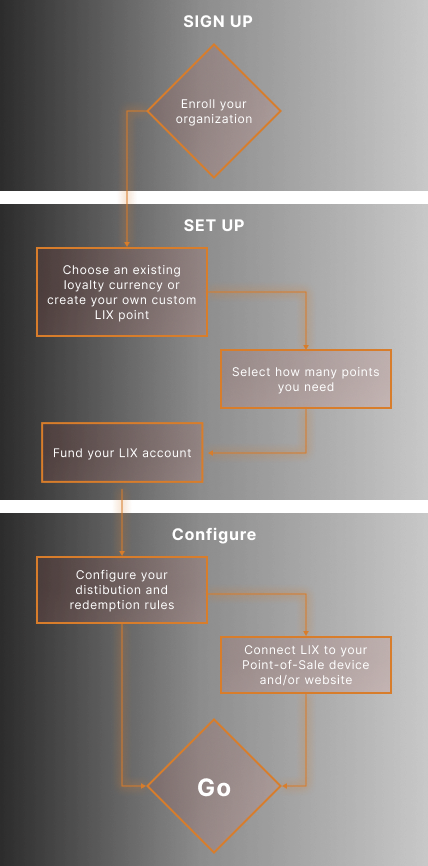 SIGN UP
Enroll your
organization
SET UP
Choose an existing
loyalty currency or
create your own custom
LIX point
Select how many points
you need
Fund your LIX account
Configure
Configure your
distibution and
redemption rules
Connect LIX to your
Point-of-Sale device
and/or website
Go